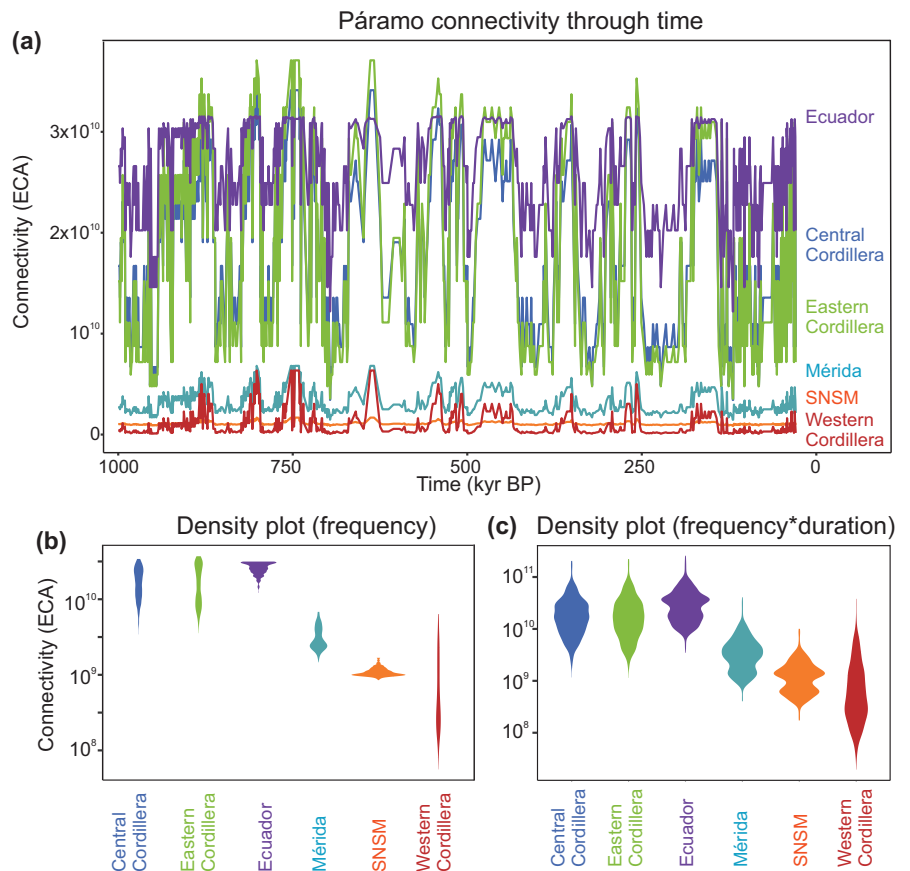 Páramo connectivity through time
(a)
Connectivity (ECA)
3x10¹⁰
2x10¹⁰
10¹⁰
0
1000
750
500
250
0
Time (kyr BP)
Ecuador
Central
Cordillera
Eastern
Cordillera
Mérida
SNSM
Western
Cordillera
(b)
Density plot (frequency)
Connectivity (ECA)
10¹⁰
10⁹
10⁸
Central
Cordillera
Eastern
Cordillera
Ecuador
Mérida
SNSM
Western
Cordillera
(c)
Density plot (frequency*duration)
10¹¹
10¹⁰
10⁹
10⁸
Central
Cordillera
Eastern
Cordillera
Ecuador
Mérida
SNSM
Western
Cordillera